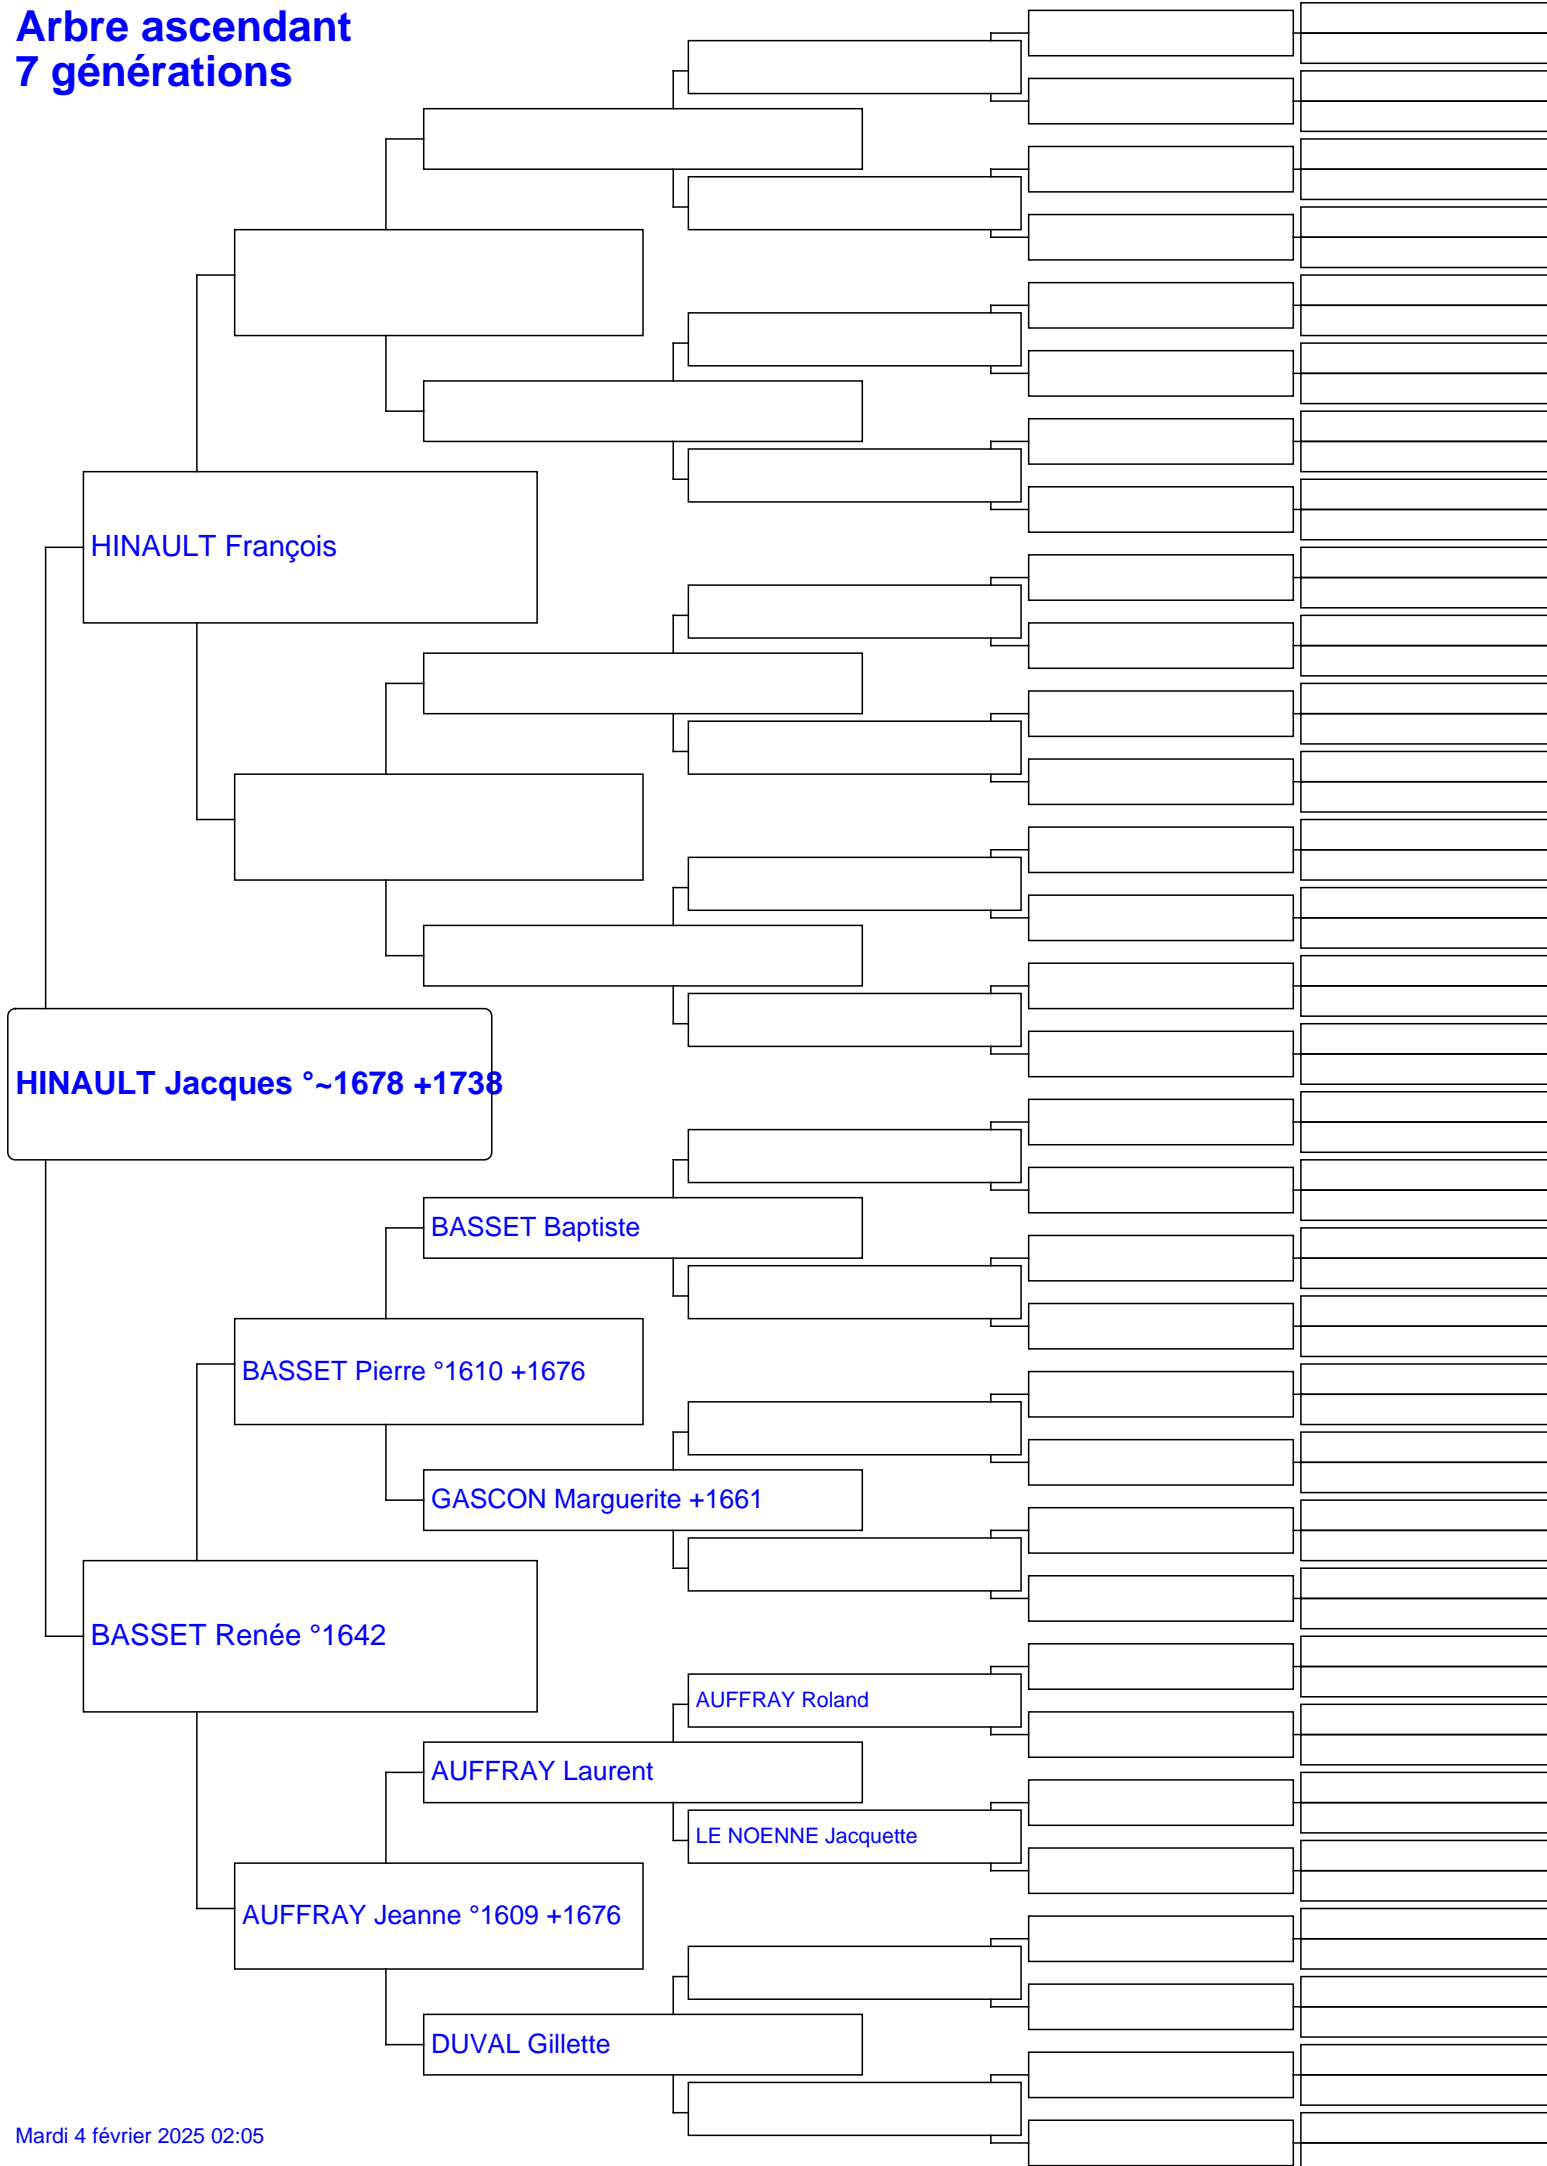 Arbre ascendant
7 générations
HINAULT François
HINAULT Jacques °~1678 +1738
BASSET Baptiste
BASSET Pierre °1610 +1676
GASCON Marguerite +1661
BASSET Renée °1642
AUFFRAY Roland
AUFFRAY Laurent
LE NOENNE Jacquette
AUFFRAY Jeanne °1609 +1676
DUVAL Gillette
Mardi 4 février 2025 02:05